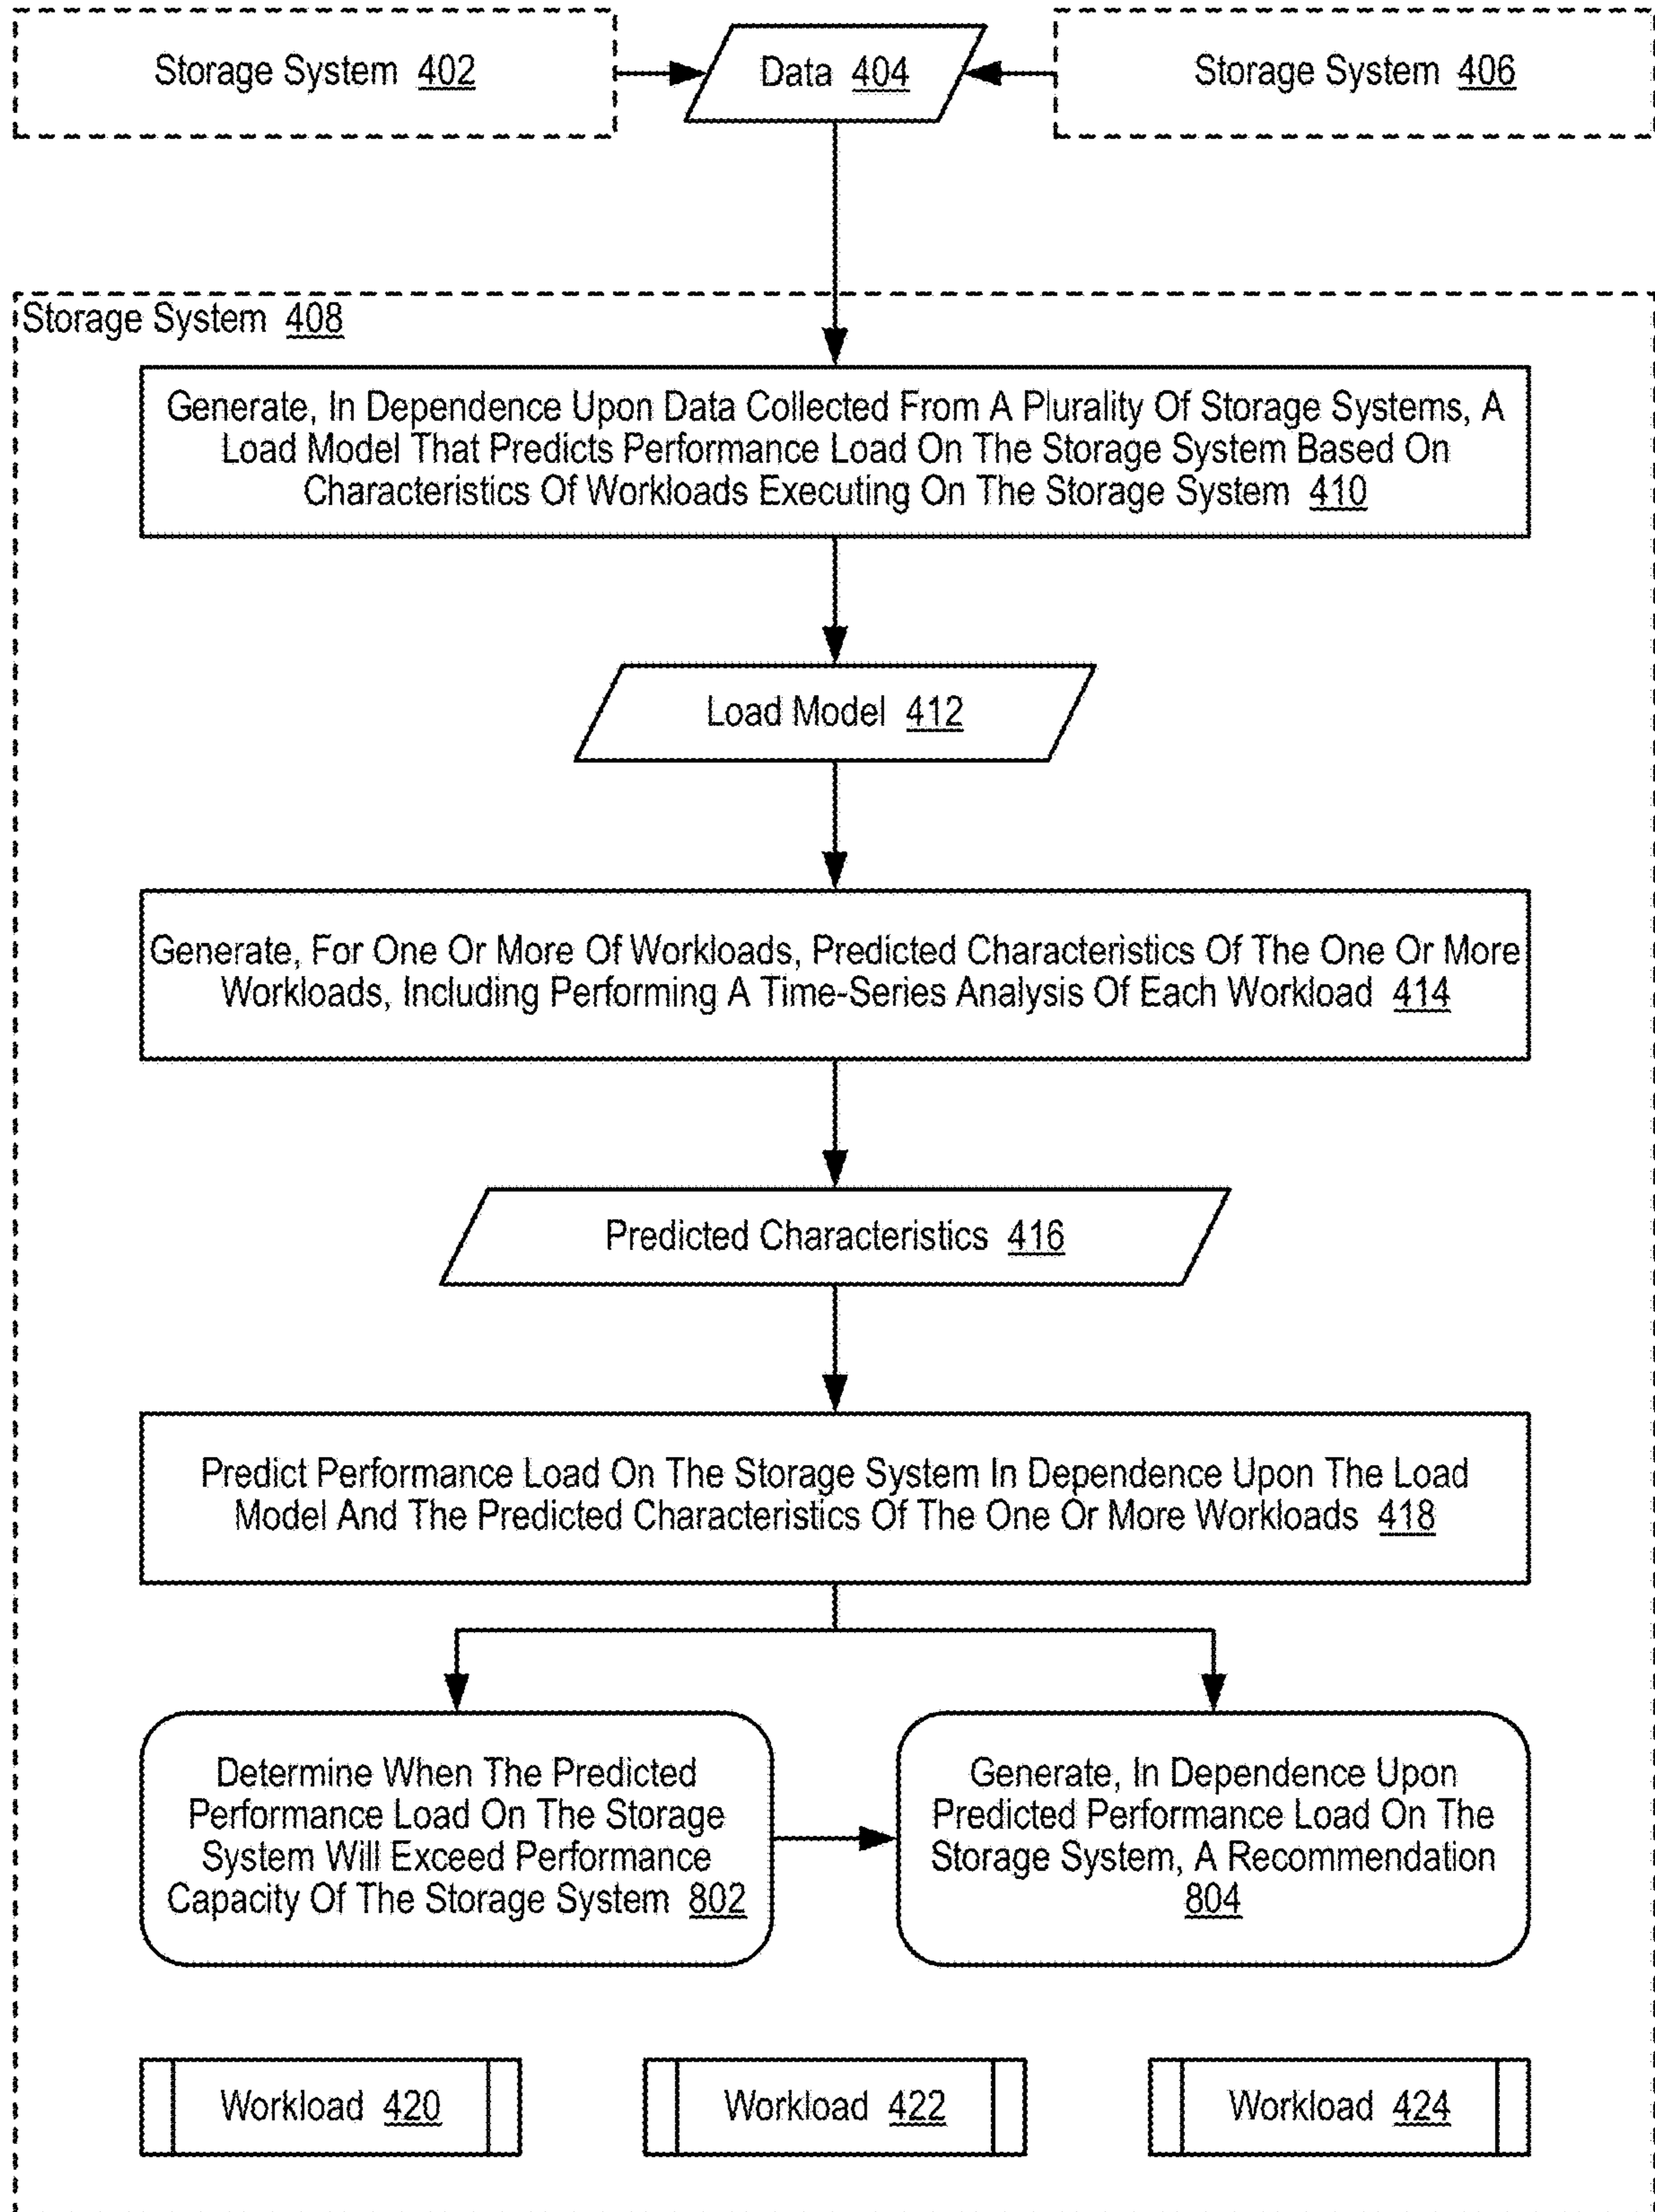 Storage System 402
Data 404
Storage System 406
Storage System 408
Generate, In Dependence Upon Data Collected From A Plurality Of Storage Systems, A
Load Model That Predicts Performance Load On The Storage System Based On
Characteristics Of Workloads Executing On The Storage System 410
Load Model 412
Generate, For One Or More Of Workloads, Predicted Characteristics Of The One Or More
Workloads, Including Performing A Time-Series Analysis Of Each Workload 414
Predicted Characteristics 416
Predict Performance Load On The Storage System In Dependence Upon The Load
Model And The Predicted Characteristics Of The One Or More Workloads 418
Determine When The Predicted
Performance Load On The Storage
System Will Exceed Performance
Capacity Of The Storage System 802
Generate, In Dependence Upon
Predicted Performance Load On The
Storage System, A Recommendation
804
Workload 420
Workload 422
Workload 424